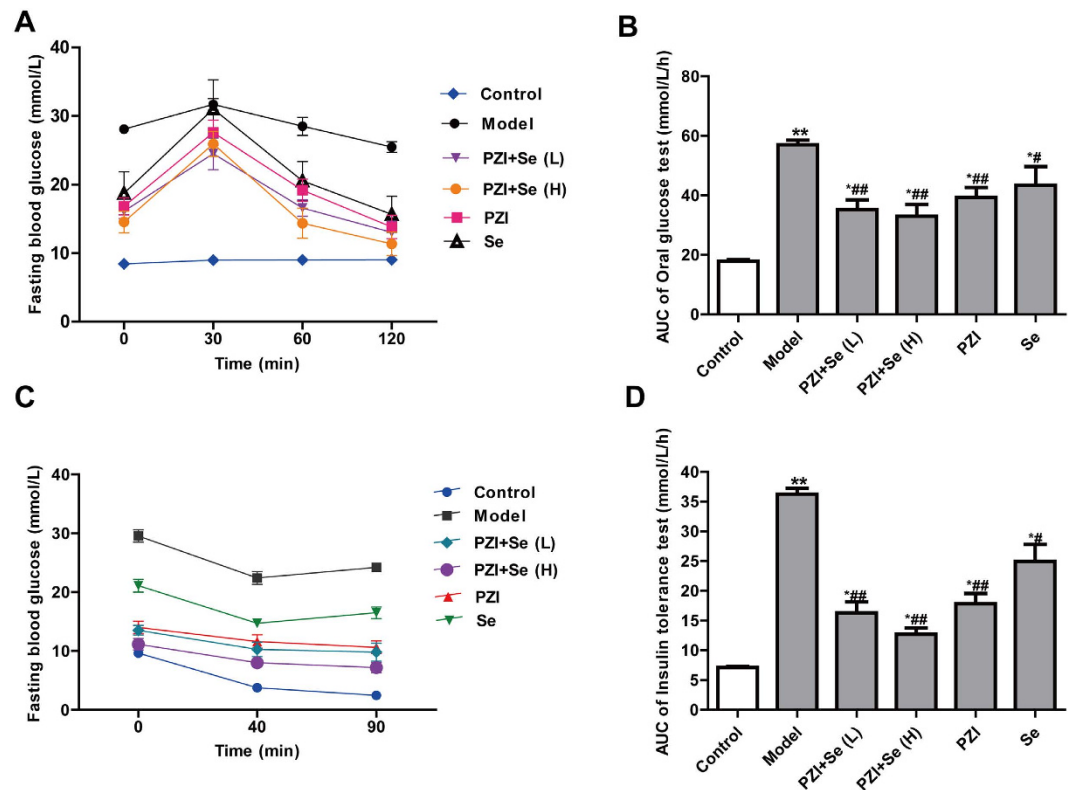 A
Fasting blood glucose (mmol/L)
40
30
20
10
0
0 30 60 120
Time (min)
Control
Model
PZI+Se (L)
PZI+Se (H)
PZI
Se
B
AUC of Oral glucose test (mmol/L/h)
80
60
40
20
0
**
*##
*##
*##
*#
Control
Model
PZI+Se (L)
PZI+Se (H)
PZI
Se
C
Fasting blood glucose (mmol/L)
40
30
20
10
0
0 40 90
Time (min)
Control
Model
PZI+Se (L)
PZI+Se (H)
PZI
Se
D
AUC of Insulin tolerance test (mmol/L/h)
40
35
30
25
20
15
10
5
0
**
*##
*##
*##
*#
Control
Model
PZI+Se (L)
PZI+Se (H)
PZI
Se